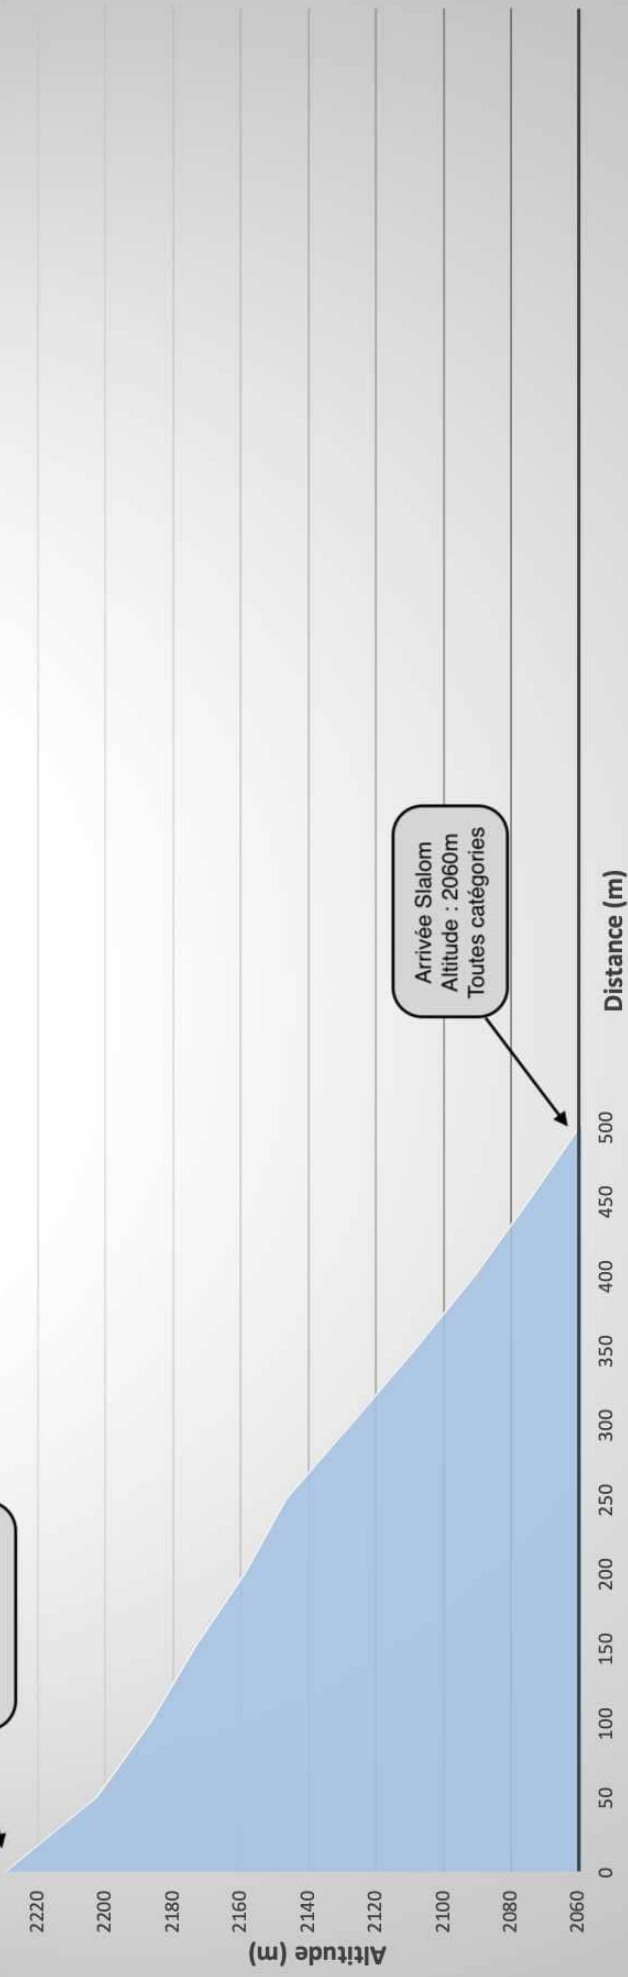 2220
2200
2180
2160
2140
2120
2100
2080
2060
Altitude (m)
Arrivée Slalom
Altitude : 2060m
Toutes catégories
0 50 100 150 200 250 300 350 400 450 500
Distance (m)